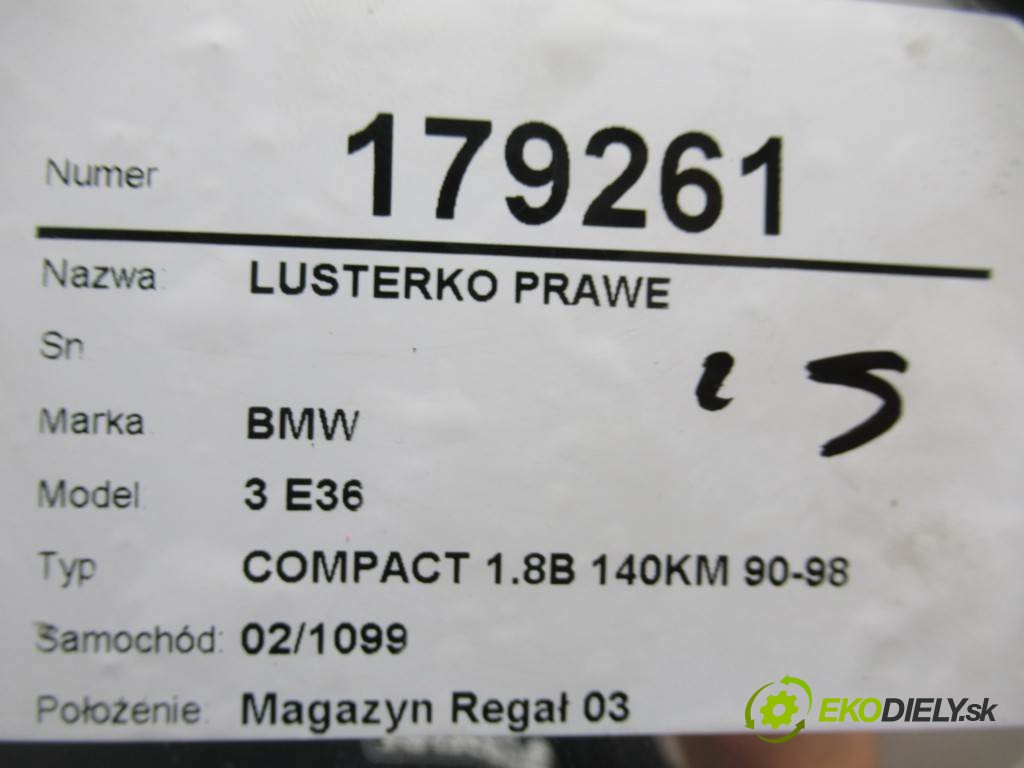 Numer 179261
Nazwa: LUSTERKO PRAWE
Sn
Marka BMW
Model 3 E36
Typ COMPACT 1.8B 140KM 90-98
Samochód: 02/1099
Położenie: Magazyn Regał 03
EKODIELY.sk